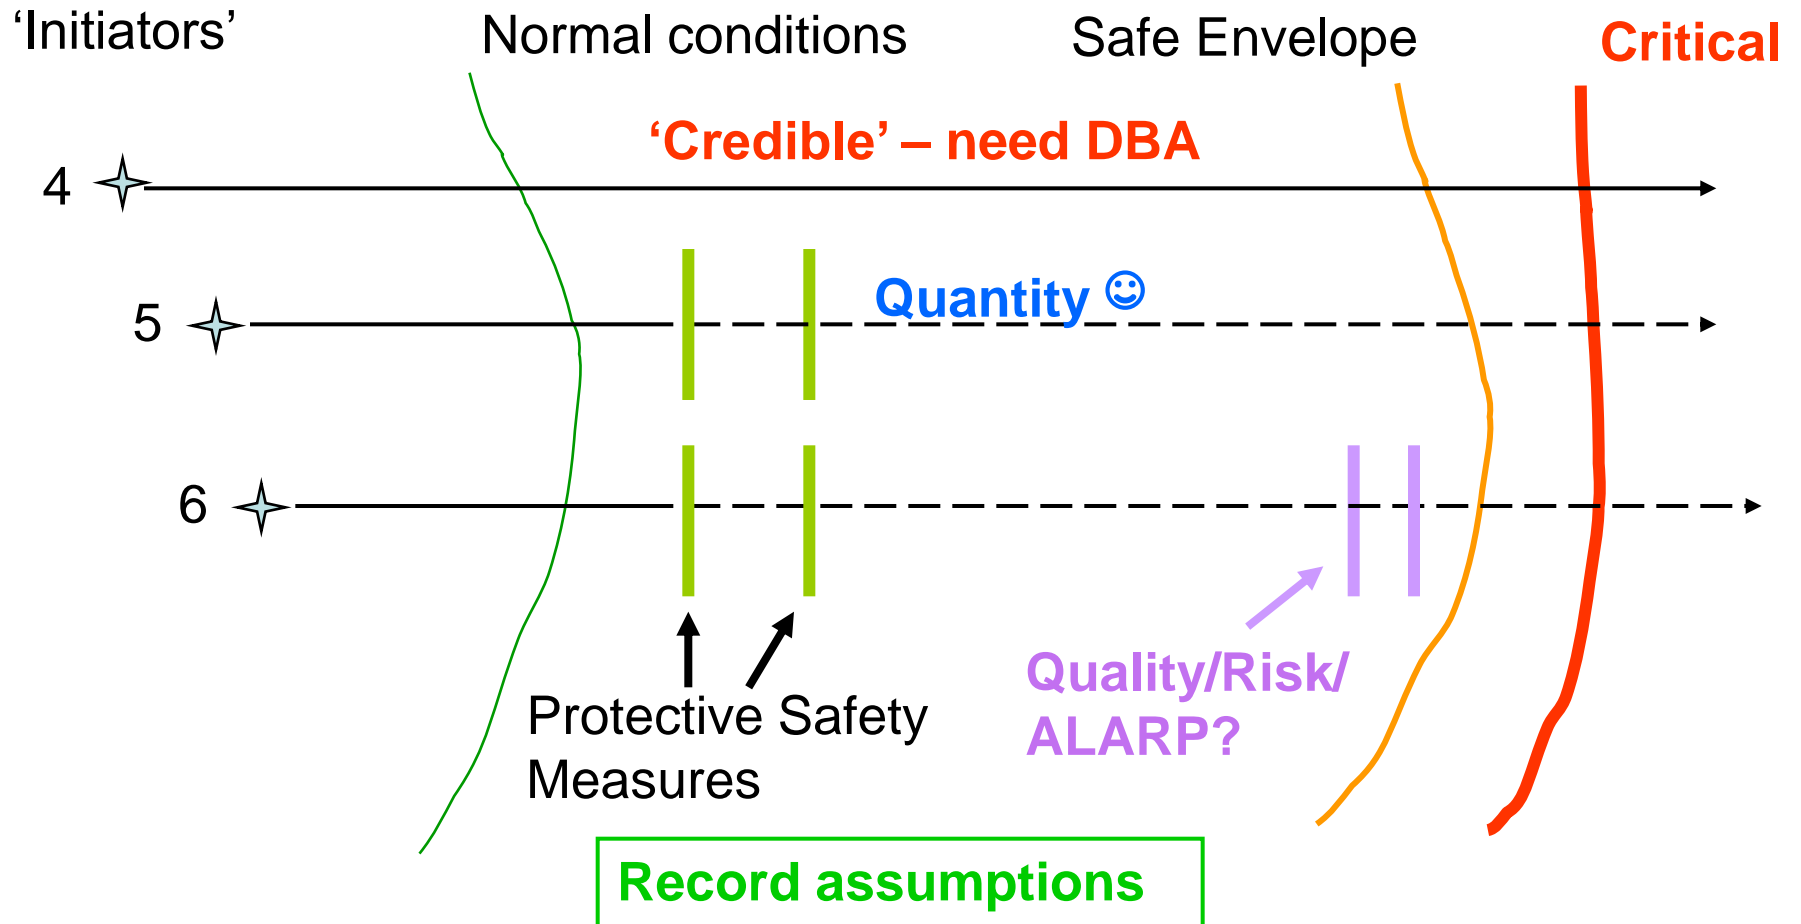 ‘Initiators’
Normal conditions
Safe Envelope
Critical
‘Credible’ – need DBA
4
Quantity ☺
5
6
Protective Safety
Measures
Quality/Risk/
ALARP?
Record assumptions